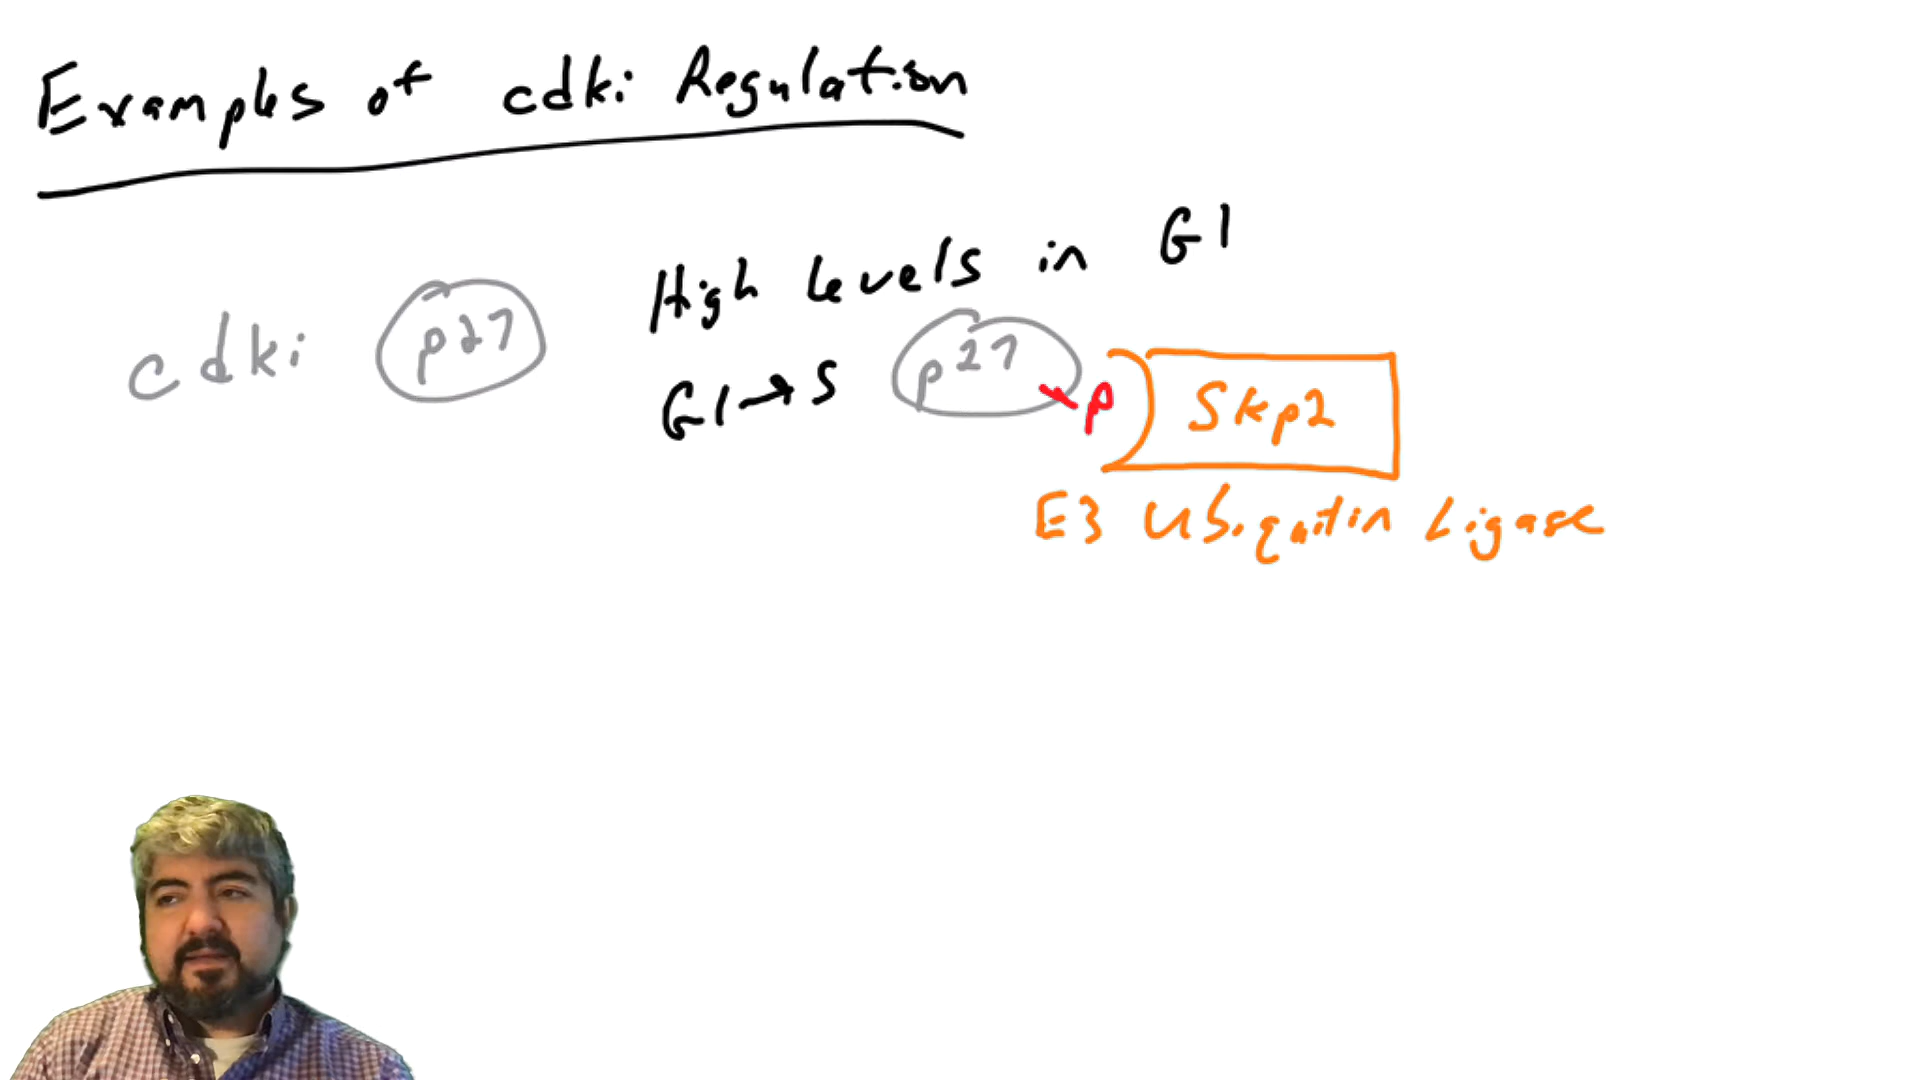 Examples of cdki Regulation
High levels in G1
cdki p27
G1→S p27 P Skp2
E3 Ubiquitin Ligase